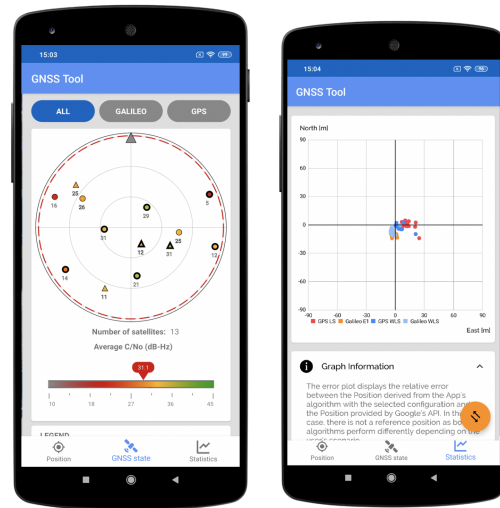 15:03
GNSS Tool
ALL GALILEO GPS
25
16 26
29
5
31
12
31
25
12
14
21
11
Number of satellites: 13
Average C/No (dB-Hz)
31.1
10 18 27 36 45
LEGEND
Position GNSS state Statistics
15:04
GNSS Tool
North [m]
90
60
30
0
-30
-60
-90
-90 -60 -30 0 30 60 90
GPS LS Galileo E1 GPS WLS Galileo WLS
East [m]
Graph Information
The error plot displays the relative error
between the Position derived from the App's
algorithm with the selected configuration and
the Position provided by Google's API. In this
case, there is not a reference position as both
algorithms perform differently depending on the
user's scenario.
Position GNSS state Statistics